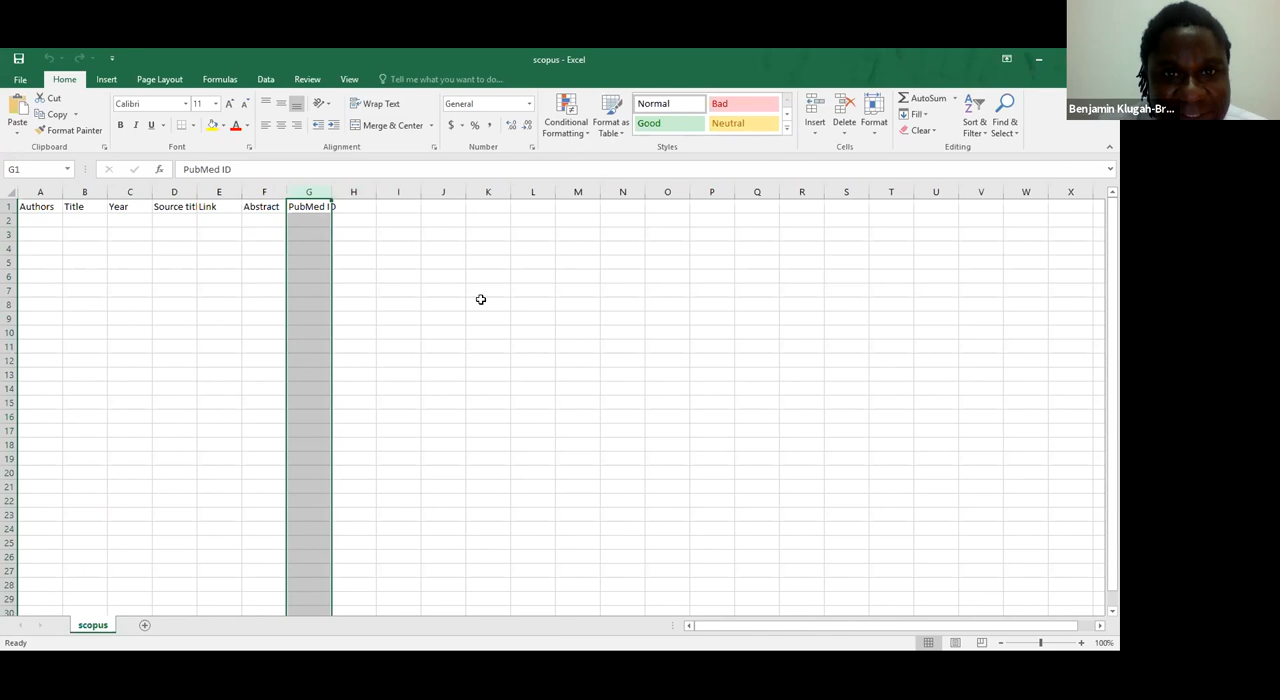 scopus - Excel
Benjamin Klugah-Br...
File Home Insert Page Layout Formulas Data Review View Tell me what you want to do...
Paste
Cut
Copy
Format Painter
Clipboard
Calibri 11
B I U
Font
Wrap Text
Merge & Center
Alignment
General
$ % ,
Number
Conditional Formatting
Format as Table
Normal Bad
Good Neutral
Styles
Insert Delete Format
Cells
AutoSum
Fill
Clear
Sort & Filter
Find & Select
Editing
G1 fx PubMed ID
A B C D E F G H I J K L M N O P Q R S T U V W X
1 Authors Title Year Source titl Link Abstract PubMed ID
2
3
4
5
6
7
8
9
10
11
12
13
14
15
16
17
18
19
20
21
22
23
24
25
26
27
28
29
30
scopus
Ready 100%